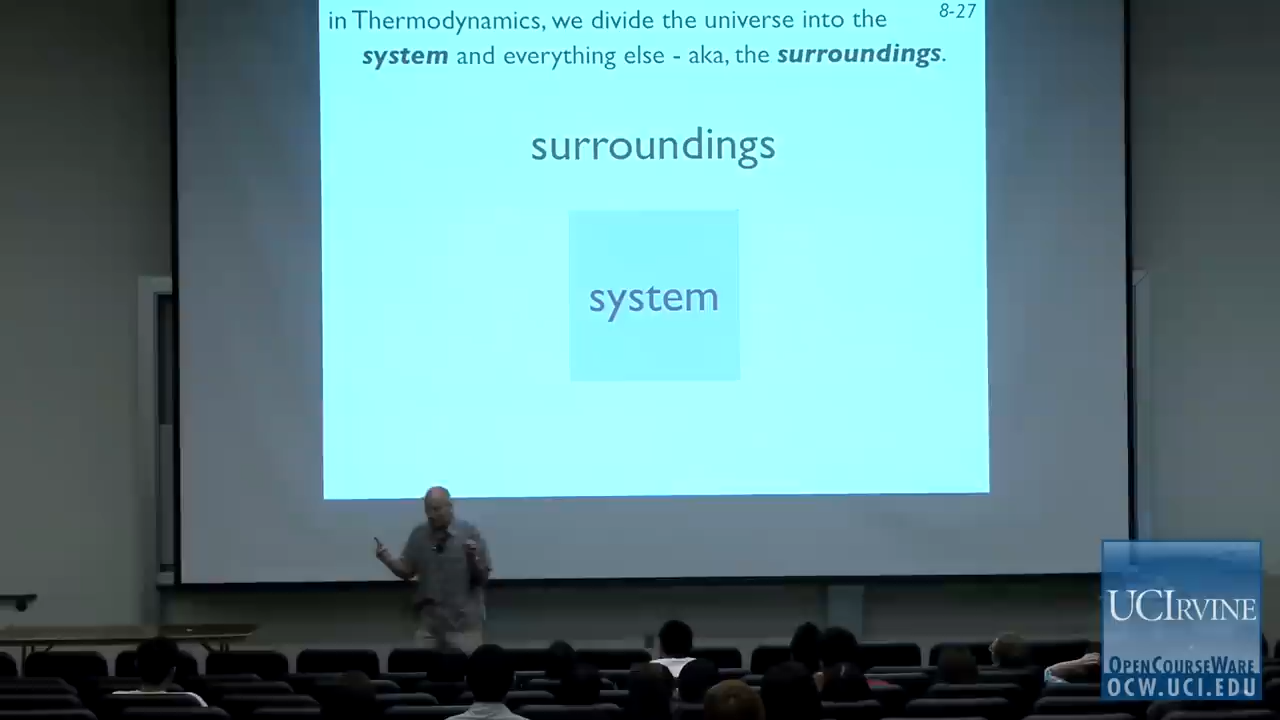 in Thermodynamics, we divide the universe into the
8-27
system and everything else - aka, the surroundings.
surroundings
system
UCIRVINE
OPENCOURSEWARE
OCW.UCI.EDU